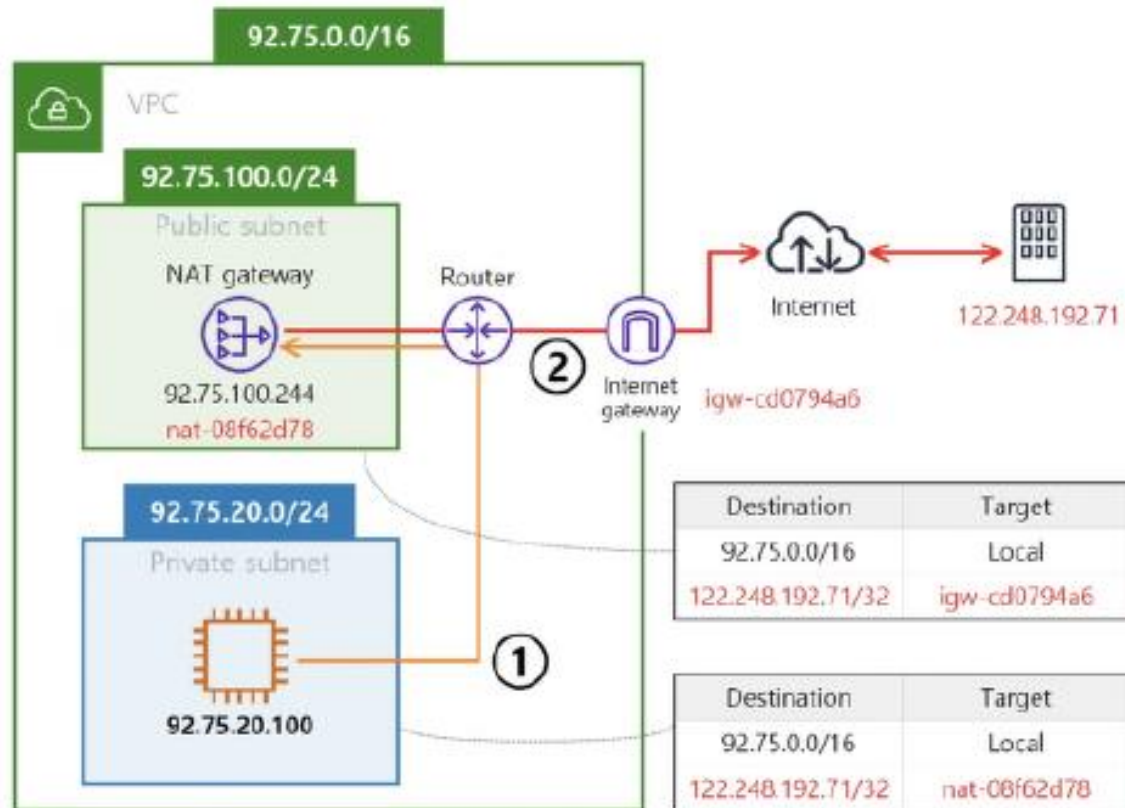 92.75.0.0/16
VPC
92.75.100.0/24
Public subnet
NAT gateway
92.75.100.244
nat-08f62d78
Router
②
Internet
gateway
igw-cd0794a6
Internet
122.248.192.71
92.75.20.0/24
Private subnet
92.75.20.100
①
Destination Target
92.75.0.0/16 Local
122.248.192.71/32 igw-cd0794a6
Destination Target
92.75.0.0/16 Local
122.248.192.71/32 nat-08f62d78